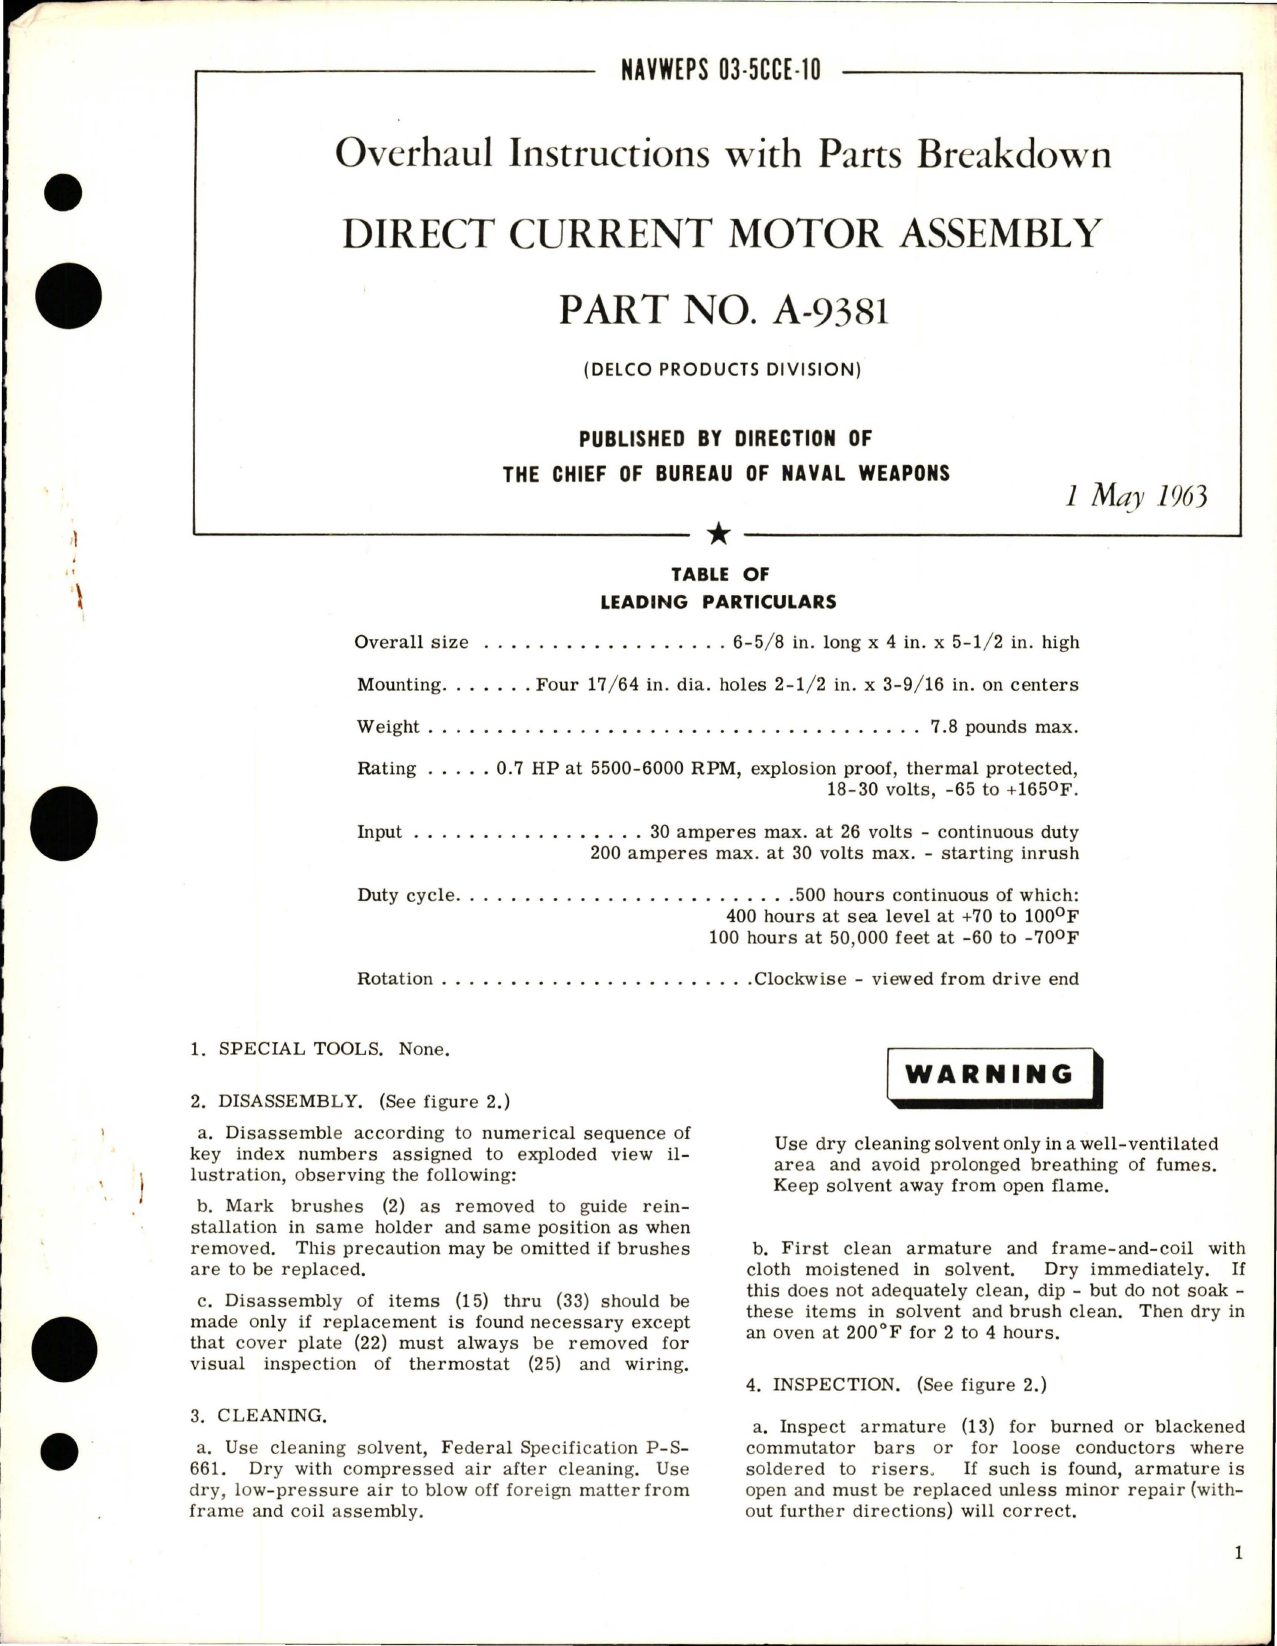 NAVWEPS 03-5CCE-10
Overhaul Instructions with Parts Breakdown
DIRECT CURRENT MOTOR ASSEMBLY
PART NO. A-9381
(DELCO PRODUCTS DIVISION)
PUBLISHED BY DIRECTION OF
THE CHIEF OF BUREAU OF NAVAL WEAPONS
1 May 1963
TABLE OF
LEADING PARTICULARS
Overall size . . . . . . . . . . . . . . . . . . 6-5/8 in. long x 4 in. x 5-1/2 in. high
Mounting. . . . . . . Four 17/64 in. dia. holes 2-1/2 in. x 3-9/16 in. on centers
Weight . . . . . . . . . . . . . . . . . . . . . . . . . . . . . . . . . . . . 7.8 pounds max.
Rating . . . . . 0.7 HP at 5500-6000 RPM, explosion proof, thermal protected,
18-30 volts, -65 to +165ºF.
Input . . . . . . . . . . . . . . . . . 30 amperes max. at 26 volts - continuous duty
200 amperes max. at 30 volts max. - starting inrush
Duty cycle. . . . . . . . . . . . . . . . . . . . . . . . .500 hours continuous of which:
400 hours at sea level at +70 to 100ºF
100 hours at 50,000 feet at -60 to -70ºF
Rotation . . . . . . . . . . . . . . . . . . . . . . .Clockwise - viewed from drive end
1. SPECIAL TOOLS. None.
2. DISASSEMBLY. (See figure 2.)
a. Disassemble according to numerical sequence of
key index numbers assigned to exploded view il-
lustration, observing the following:
b. Mark brushes (2) as removed to guide rein-
stallation in same holder and same position as when
removed. This precaution may be omitted if brushes
are to be replaced.
c. Disassembly of items (15) thru (33) should be
made only if replacement is found necessary except
that cover plate (22) must always be removed for
visual inspection of thermostat (25) and wiring.
3. CLEANING.
a. Use cleaning solvent, Federal Specification P-S-
661. Dry with compressed air after cleaning. Use
dry, low-pressure air to blow off foreign matter from
frame and coil assembly.
WARNING
Use dry cleaning solvent only in a well-ventilated
area and avoid prolonged breathing of fumes.
Keep solvent away from open flame.
b. First clean armature and frame-and-coil with
cloth moistened in solvent. Dry immediately. If
this does not adequately clean, dip - but do not soak -
these items in solvent and brush clean. Then dry in
an oven at 200°F for 2 to 4 hours.
4. INSPECTION. (See figure 2.)
a. Inspect armature (13) for burned or blackened
commutator bars or for loose conductors where
soldered to risers. If such is found, armature is
open and must be replaced unless minor repair (with-
out further directions) will correct.
1